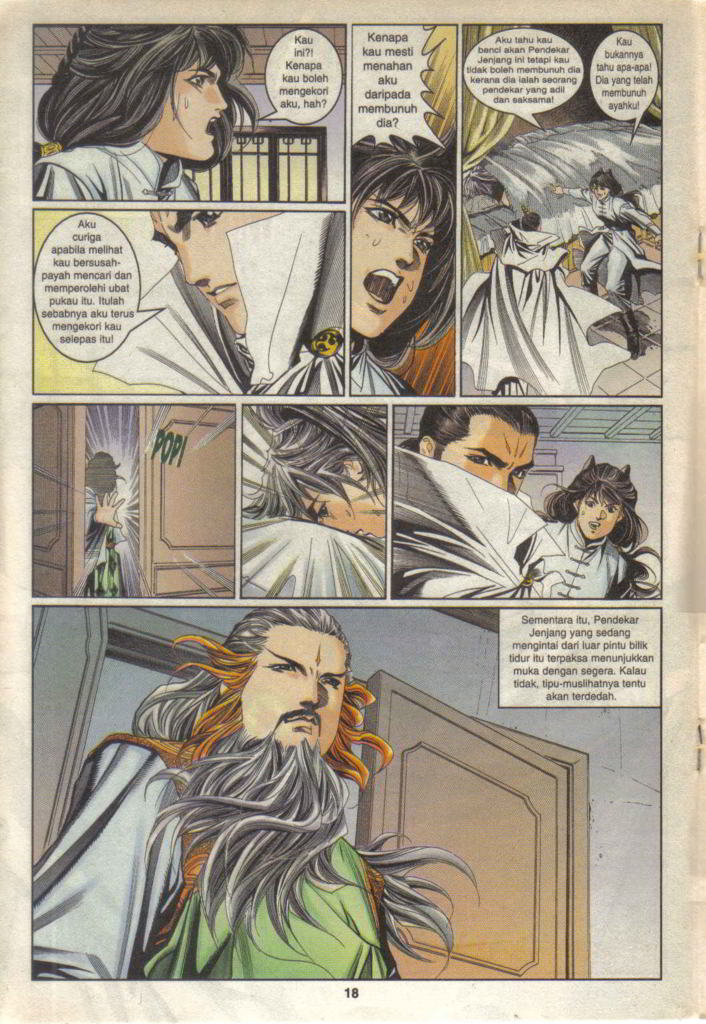 Kau
ini?!
Kenapa
kau boleh
mengekori
aku, hah?
Kenapa
kau mesti
menahan
aku
daripada
membunuh
dia?
Aku tahu kau
benci akan Pendekar
Jenjang ini tetapi kau
tidak boleh membunuh dia
kerana dia ialah seorang
pendekar yang adil
dan saksama!
Kau
bukannya
tahu apa-apa!
Dia yang telah
membunuh
ayahku!
Aku
curiga
apabila melihat
kau bersusah-
payah mencari dan
memperolehi ubat
pukau itu. Itulah
sebabnya aku terus
mengekori kau
selepas itu!
POP!
Sementara itu, Pendekar
Jenjang yang sedang
mengintai dari luar pintu bilik
tidur itu terpaksa menunjukkan
muka dengan segera. Kalau
tidak, tipu-muslihatnya tentu
akan terdedah.
18